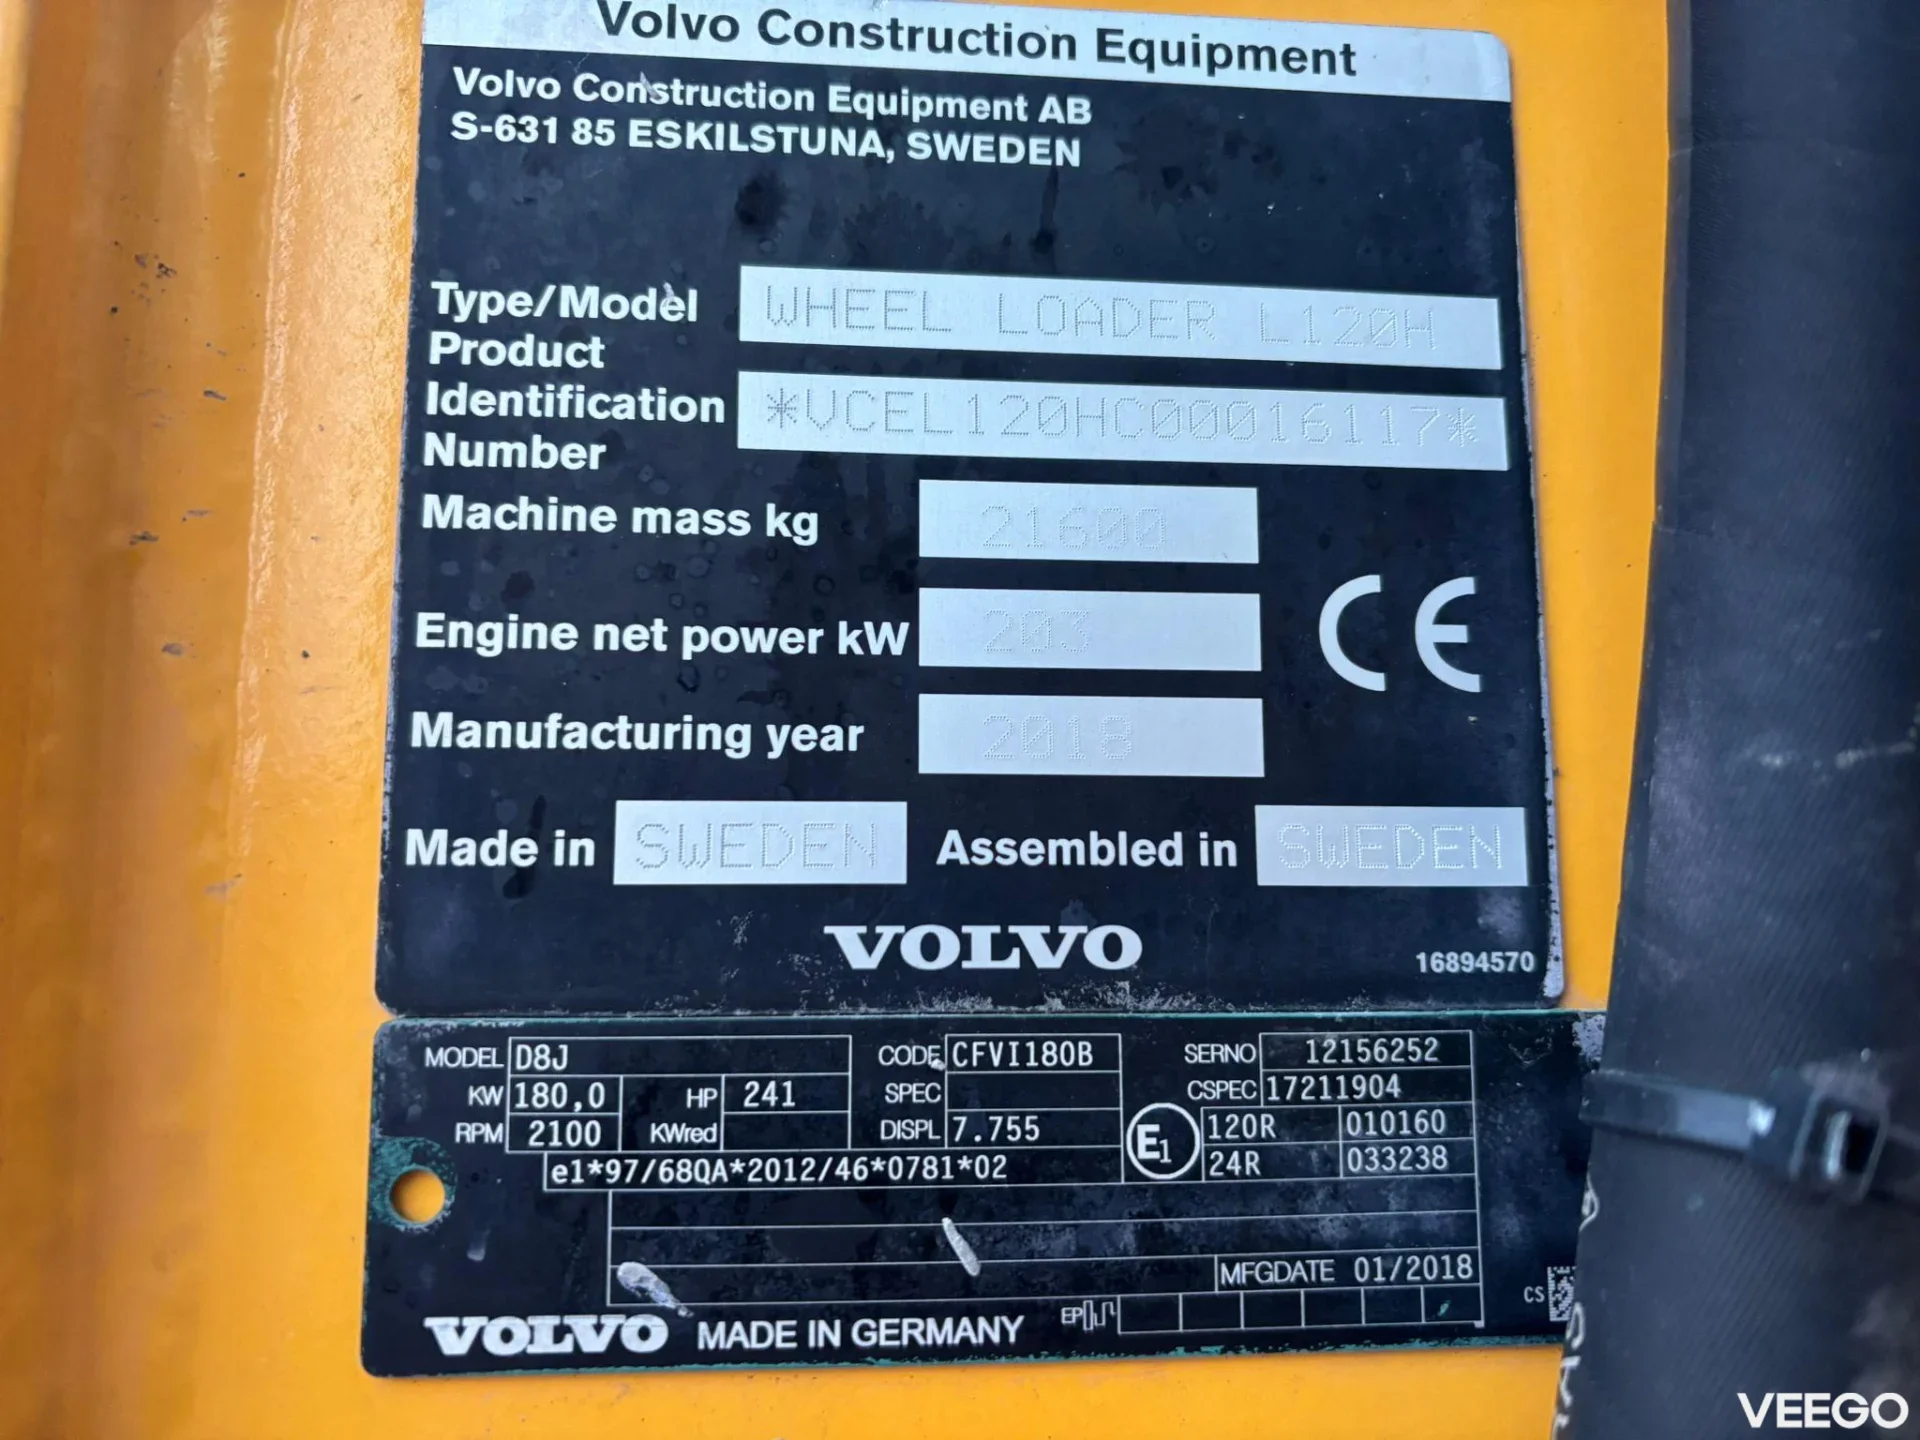 Volvo Construction Equipment
Volvo Construction Equipment AB
S-631 85 ESKILSTUNA, SWEDEN
Type/Model WHEEL LOADER L120H
Product
Identification *VCEL120HC00016117*
Number
Machine mass kg 21600
Engine net power kW 203
CE
Manufacturing year 2018
Made in SWEDEN Assembled in SWEDEN
VOLVO 16894570
MODEL D8J CODE CFVI180B SERNO 12156252
KW 180,0 HP 241 SPEC CSPEC 17211904
RPM 2100 KWred DISPL 7.755 E1 120R 010160
e1*97/68QA*2012/46*0781*02 24R 033238
MFGDATE 01/2018
VOLVO MADE IN GERMANY EP CS
VEEGO